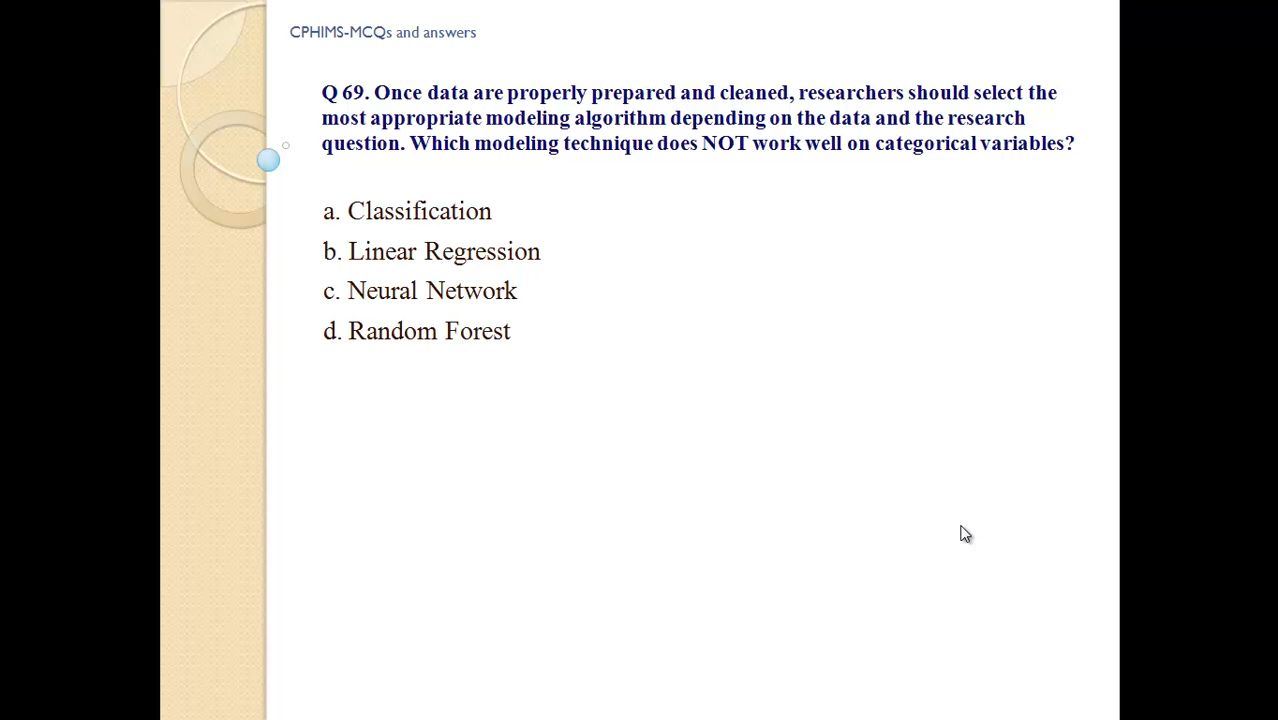 CPHIMS-MCQs and answers
Q 69. Once data are properly prepared and cleaned, researchers should select the
most appropriate modeling algorithm depending on the data and the research
question. Which modeling technique does NOT work well on categorical variables?
a. Classification
b. Linear Regression
c. Neural Network
d. Random Forest